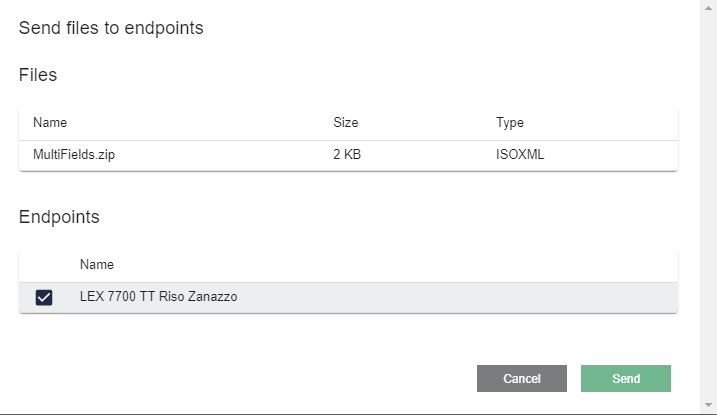 Send files to endpoints
Files
Name Size Type
MultiFields.zip 2 KB ISOXML
Endpoints
Name
LEX 7700 TT Riso Zanazzo
Cancel Send